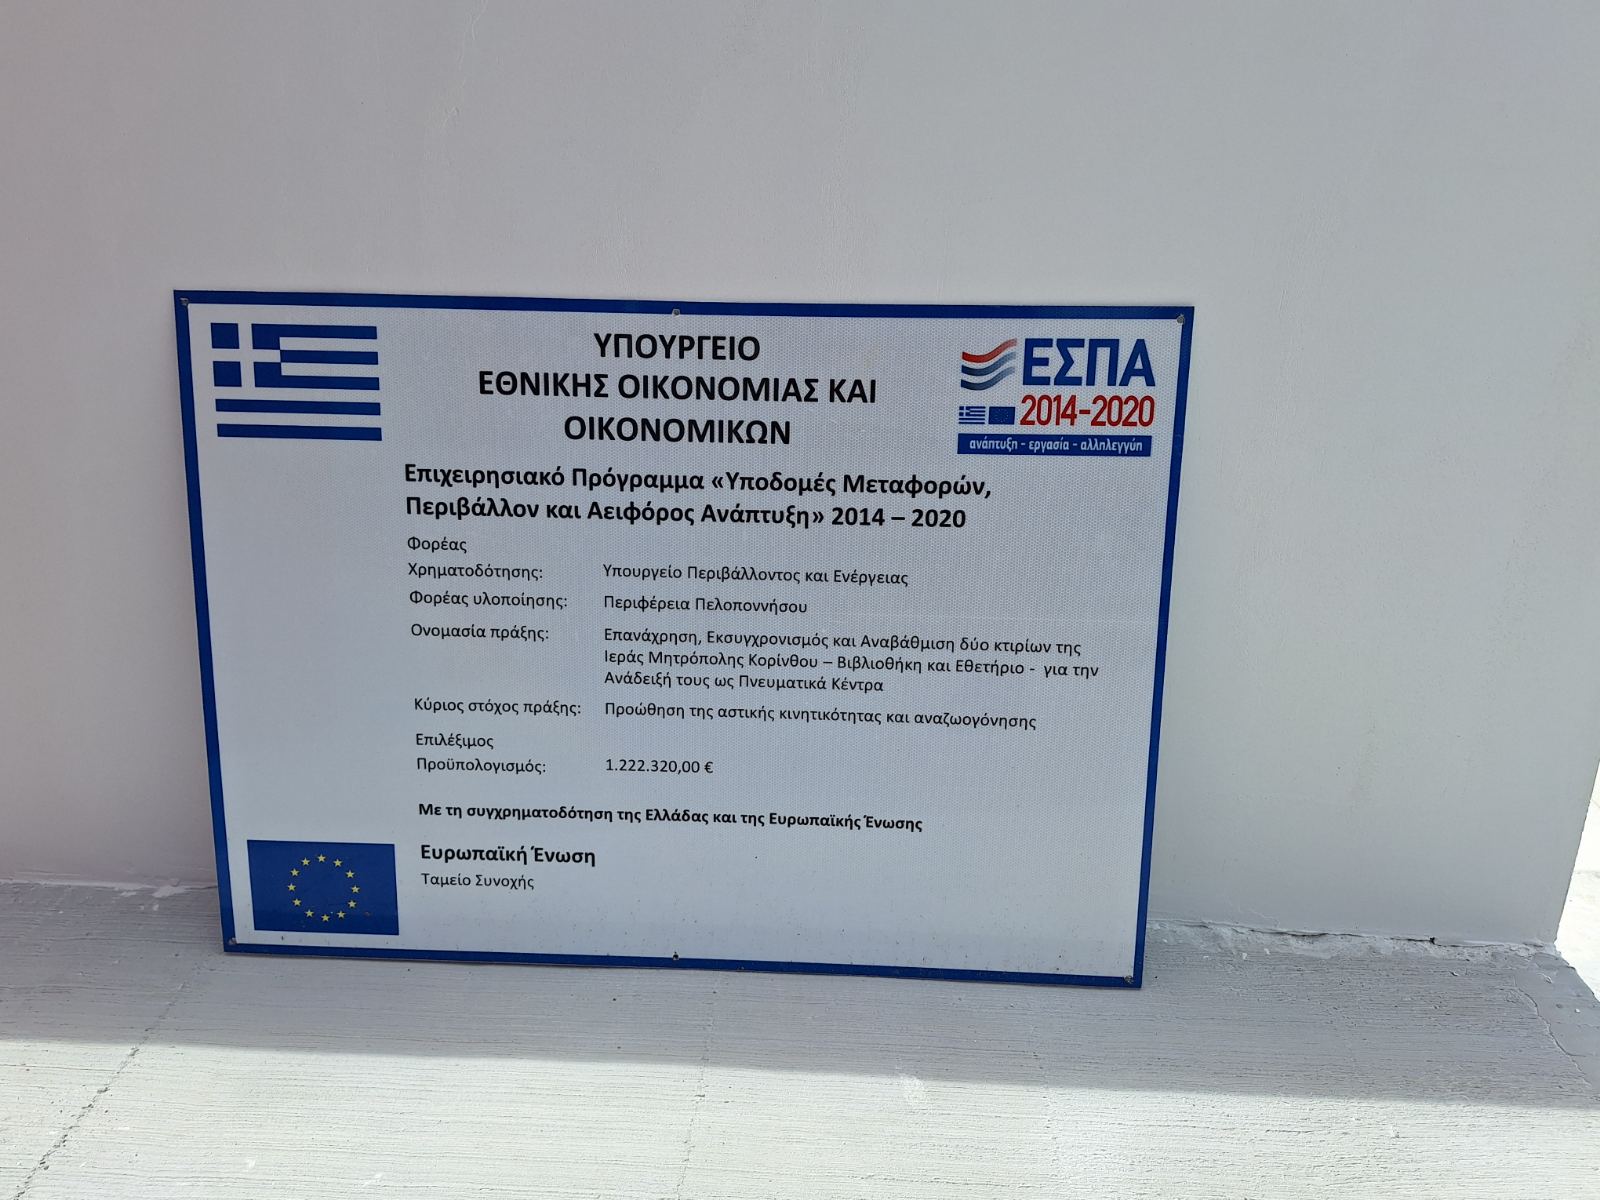 ΥΠΟΥΡΓΕΙΟ
ΕΘΝΙΚΗΣ ΟΙΚΟΝΟΜΙΑΣ ΚΑΙ
ΟΙΚΟΝΟΜΙΚΩΝ
ΕΣΠΑ
2014-2020
ανάπτυξη - εργασία - αλληλεγγύη
Επιχειρησιακό Πρόγραμμα «Υποδομές Μεταφορών,
Περιβάλλον και Αειφόρος Ανάπτυξη» 2014 – 2020
Φορέας
Χρηματοδότησης: Υπουργείο Περιβάλλοντος και Ενέργειας
Φορέας υλοποίησης: Περιφέρεια Πελοποννήσου
Ονομασία πράξης: Επανάχρηση, Εκσυγχρονισμός και Αναβάθμιση δύο κτιρίων της
Ιεράς Μητρόπολης Κορίνθου – Βιβλιοθήκη και Εθετήριο - για την
Ανάδειξή τους ως Πνευματικά Κέντρα
Κύριος στόχος πράξης: Προώθηση της αστικής κινητικότητας και αναζωογόνησης
Επιλέξιμος
Προϋπολογισμός: 1.222.320,00 €
Με τη συγχρηματοδότηση της Ελλάδας και της Ευρωπαϊκής Ένωσης
Ευρωπαϊκή Ένωση
Ταμείο Συνοχής